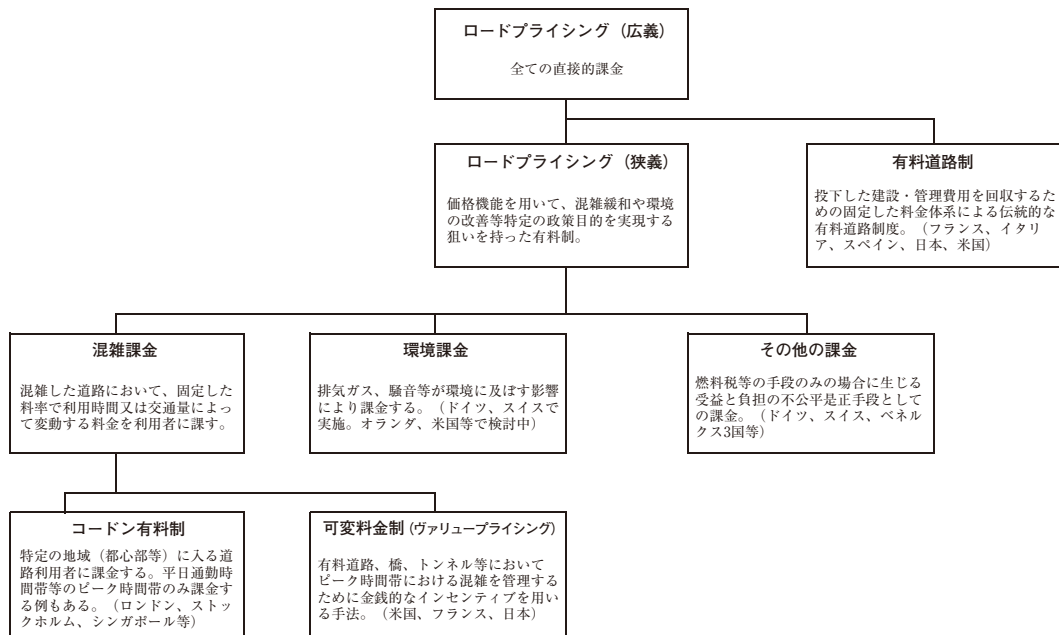 ロードプライシング（広義）
全ての直接的課金
ロードプライシング（狭義）
価格機能を用いて、混雑緩和や環境
の改善等特定の政策目的を実現する
狙いを持った有料制。
有料道路制
投下した建設・管理費用を回収するた
めの固定した料金体系による伝統的な
有料道路制度。（フランス、イタリ
ア、スペイン、日本、米国）
混雑課金
混雑した道路において、固定した
料率で利用時間又は交通量によっ
て変動する料金を利用者に課す。
環境課金
排気ガス、騒音等が環境に及ぼす影響
により課金する。（ドイツ、スイスで
実施。オランダ、米国等で検討中）
その他の課金
燃料税等の手段のみの場合に生じる
受益と負担の不公平是正手段として
の課金。（ドイツ、スイス、ベネル
クス3国等）
コードン有料制
特定の地域（都心部等）に入る道
路利用者に課金する。平日通勤時
間帯等のピーク時間帯のみ課金す
る例もある。（ロンドン、ストッ
クホルム、シンガポール等）
可変料金制（ヴァリュープライシング）
有料道路、橋、トンネル等において
ピーク時間帯における混雑を管理する
ために金銭的なインセンティブを用い
る手法。（米国、フランス、日本）